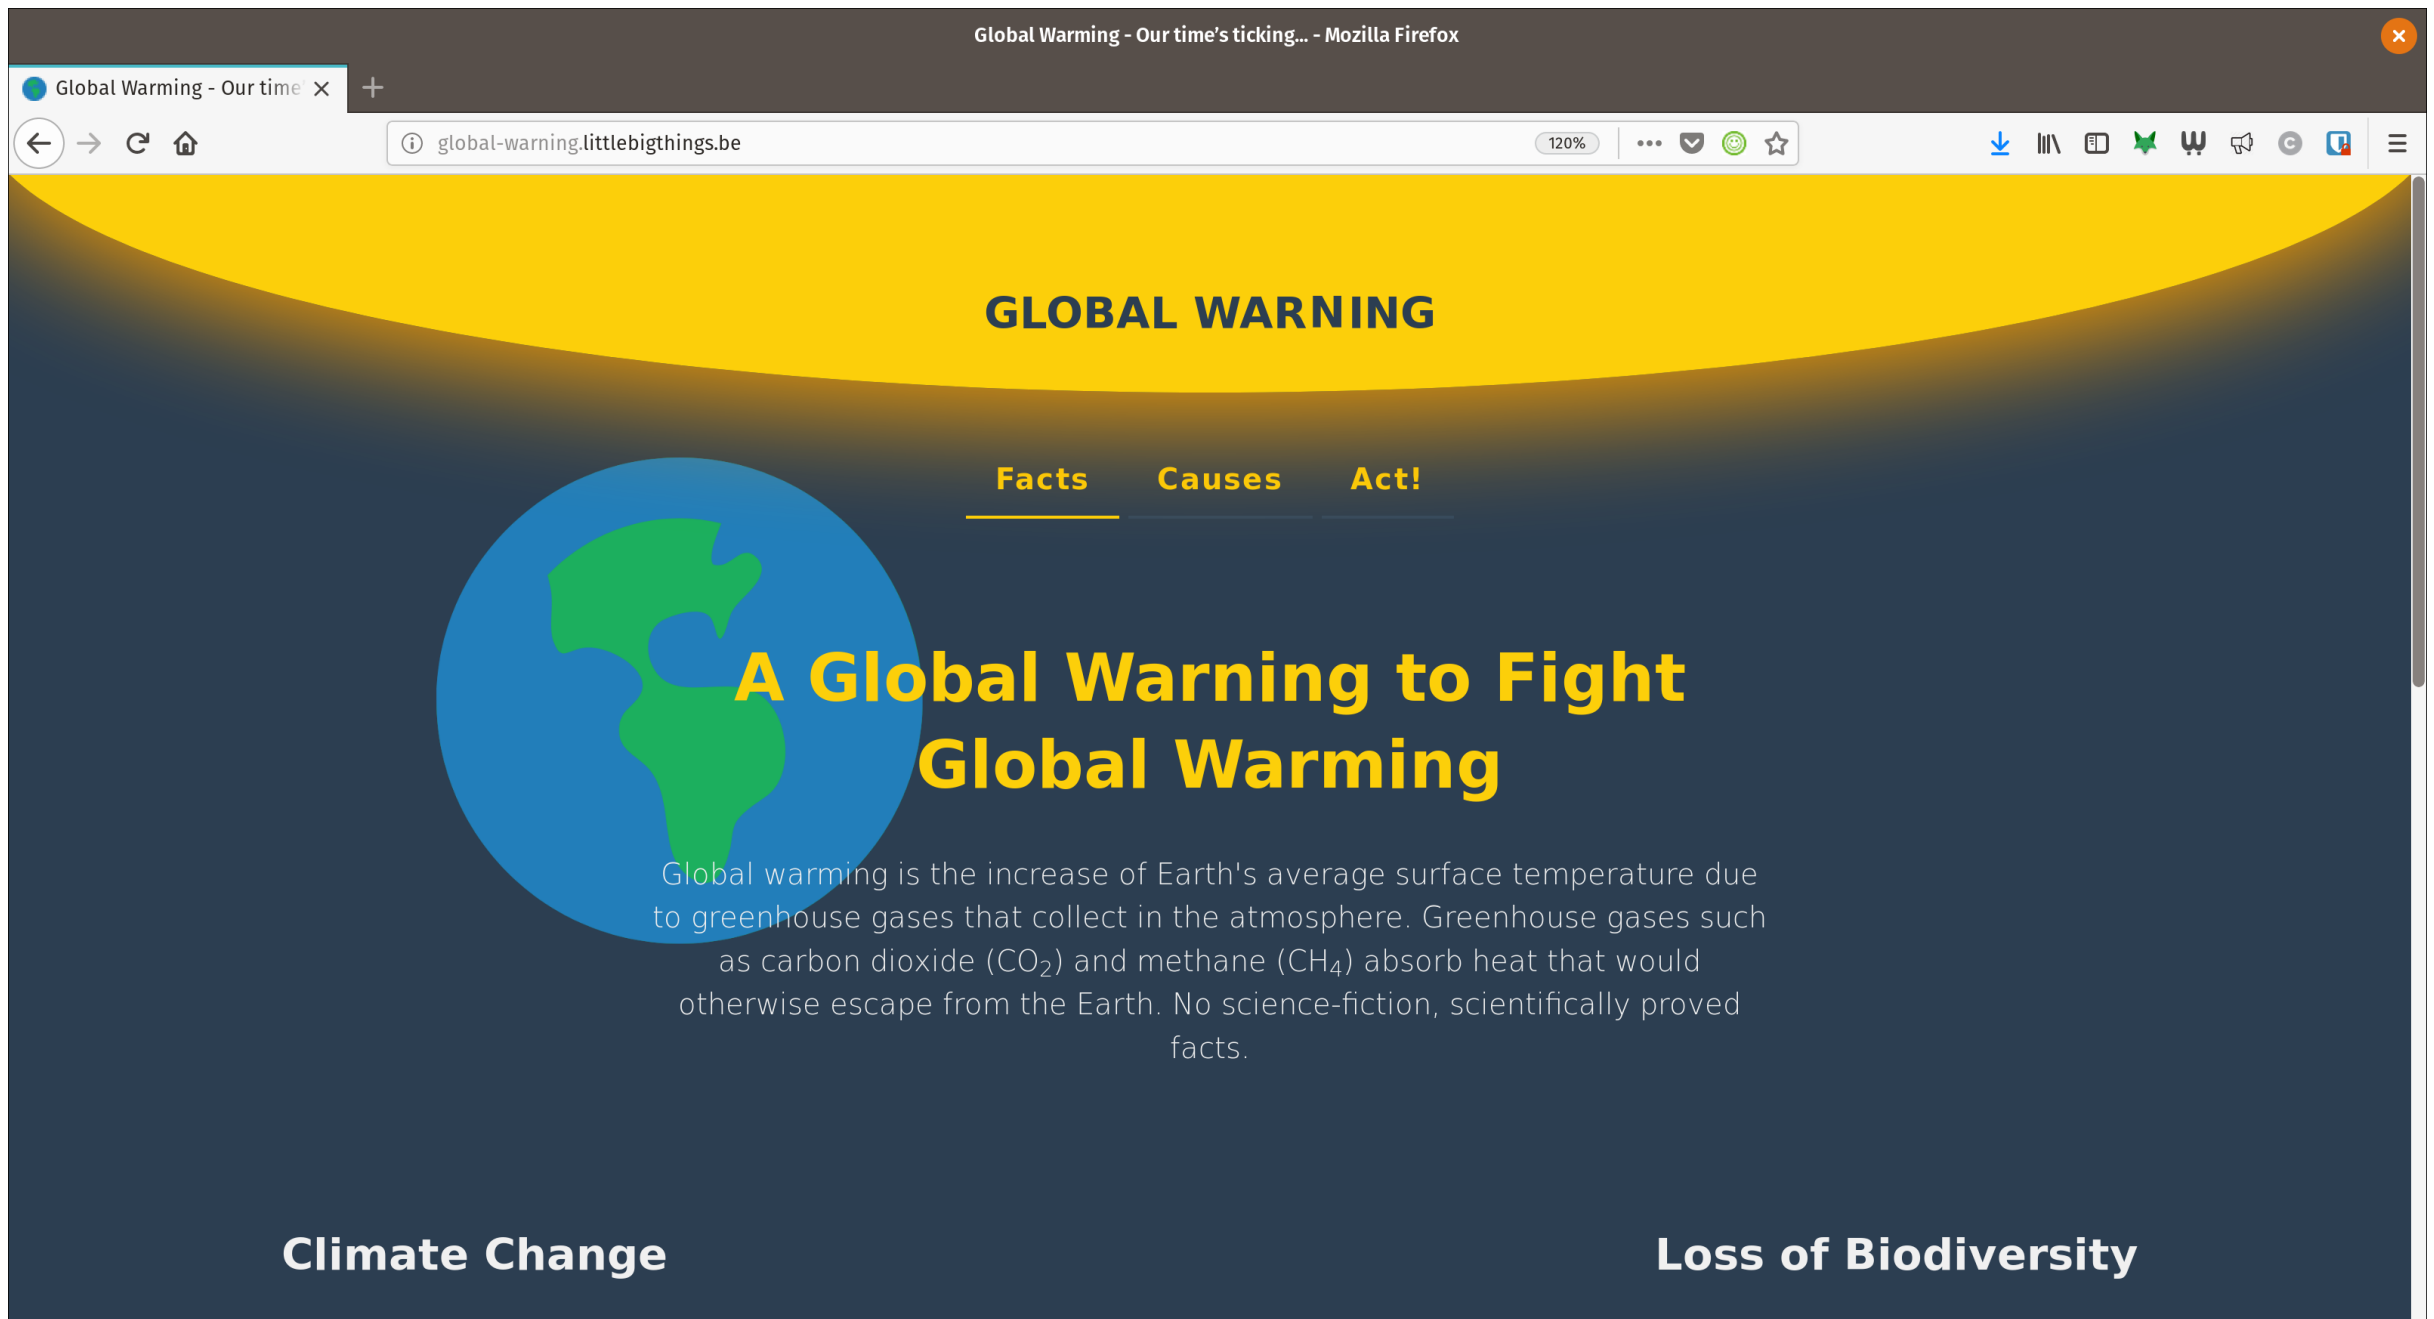 Global Warming - Our time’s ticking... - Mozilla Firefox
Global Warming - Our time
global-warning.littlebigthings.be
120%
GLOBAL WARNING
Facts Causes Act!
A Global Warning to Fight
Global Warming
Global warming is the increase of Earth's average surface temperature due
to greenhouse gases that collect in the atmosphere. Greenhouse gases such
as carbon dioxide (CO₂) and methane (CH₄) absorb heat that would
otherwise escape from the Earth. No science-fiction, scientifically proved
facts.
Climate Change
Loss of Biodiversity